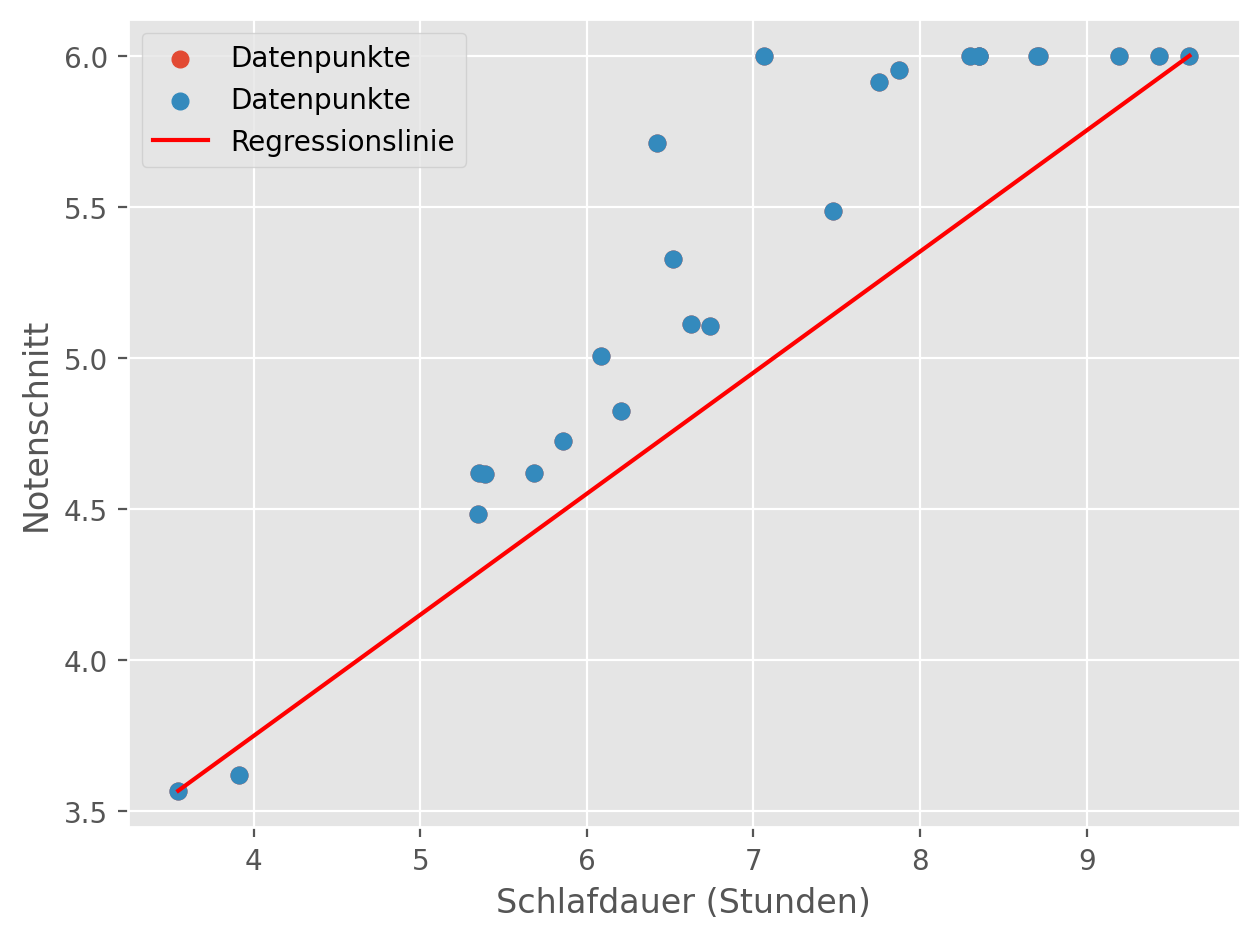 Datenpunkte
Datenpunkte
Regressionslinie
6.0
5.5
5.0
4.5
4.0
3.5
Notenschnitt
4 5 6 7 8 9
Schlafdauer (Stunden)